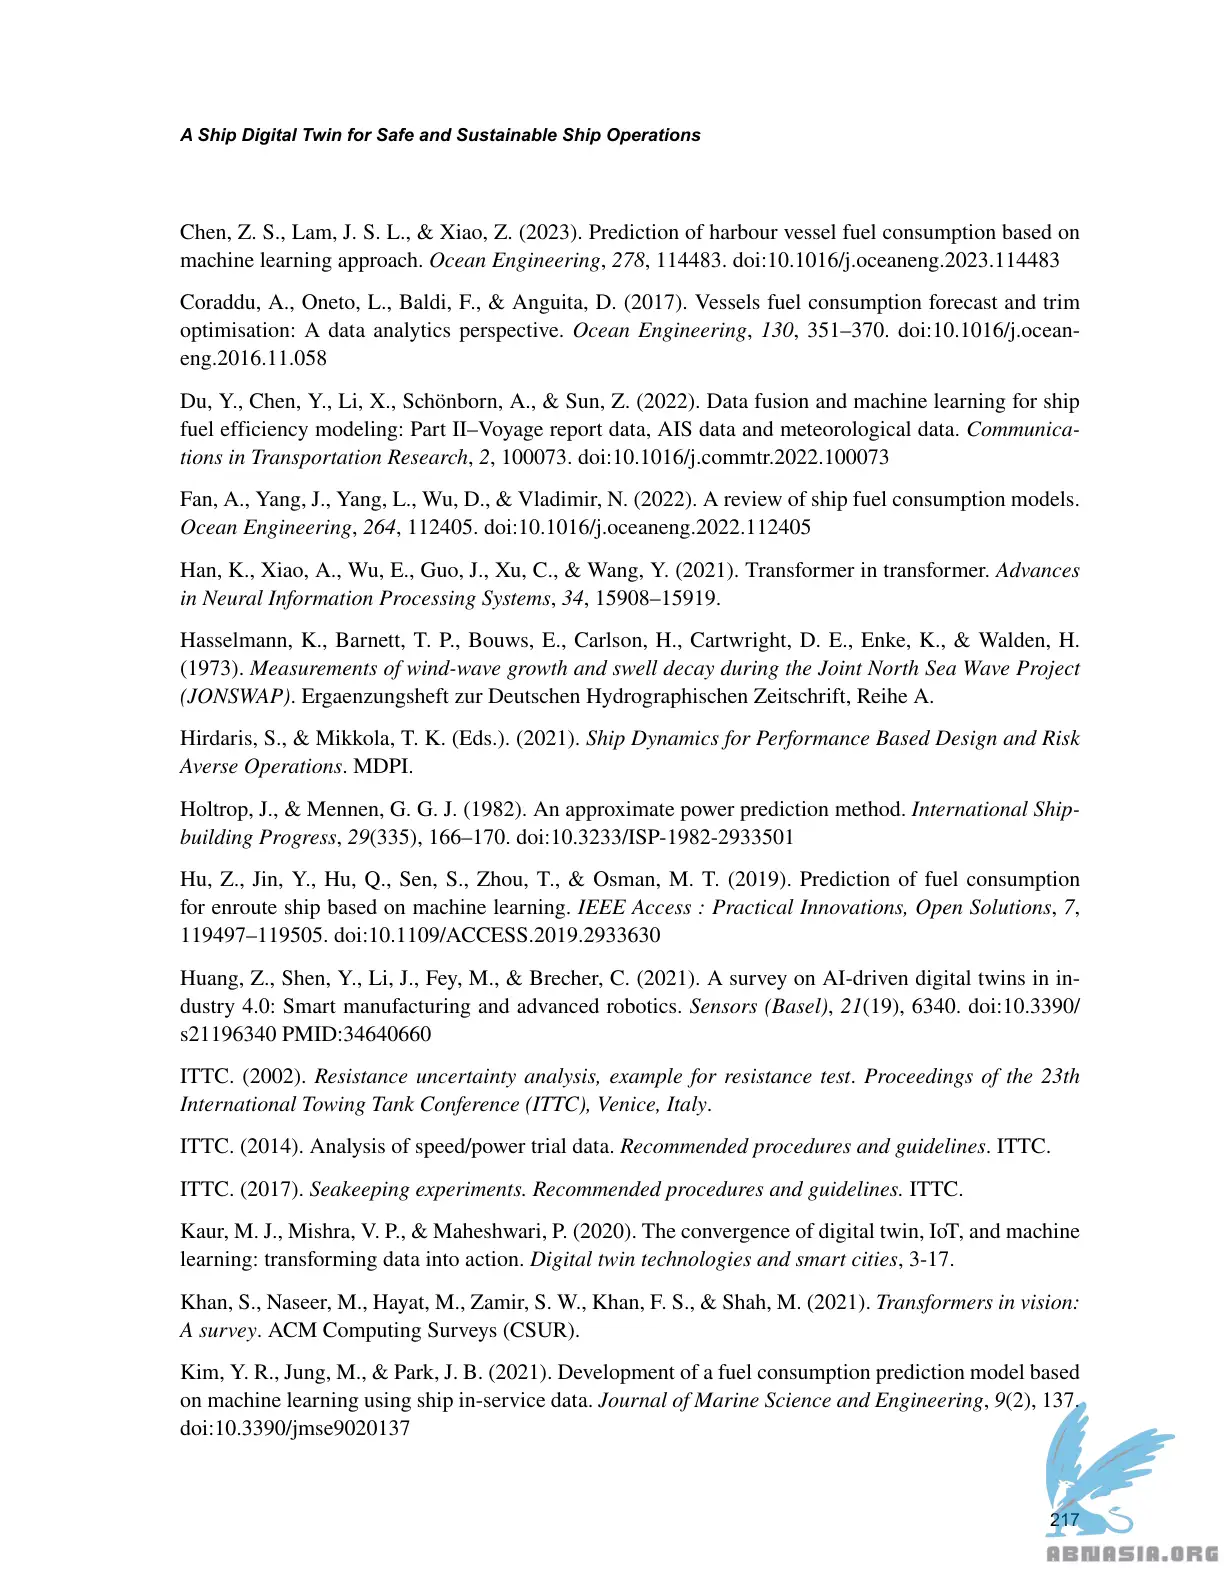 A Ship Digital Twin for Safe and Sustainable Ship Operations
Chen, Z. S., Lam, J. S. L., & Xiao, Z. (2023). Prediction of harbour vessel fuel consumption based on
machine learning approach. Ocean Engineering, 278, 114483. doi:10.1016/j.oceaneng.2023.114483
Coraddu, A., Oneto, L., Baldi, F., & Anguita, D. (2017). Vessels fuel consumption forecast and trim
optimisation: A data analytics perspective. Ocean Engineering, 130, 351–370. doi:10.1016/j.ocean-
eng.2016.11.058
Du, Y., Chen, Y., Li, X., Schönborn, A., & Sun, Z. (2022). Data fusion and machine learning for ship
fuel efficiency modeling: Part II–Voyage report data, AIS data and meteorological data. Communica-
tions in Transportation Research, 2, 100073. doi:10.1016/j.commtr.2022.100073
Fan, A., Yang, J., Yang, L., Wu, D., & Vladimir, N. (2022). A review of ship fuel consumption models.
Ocean Engineering, 264, 112405. doi:10.1016/j.oceaneng.2022.112405
Han, K., Xiao, A., Wu, E., Guo, J., Xu, C., & Wang, Y. (2021). Transformer in transformer. Advances
in Neural Information Processing Systems, 34, 15908–15919.
Hasselmann, K., Barnett, T. P., Bouws, E., Carlson, H., Cartwright, D. E., Enke, K., & Walden, H.
(1973). Measurements of wind-wave growth and swell decay during the Joint North Sea Wave Project
(JONSWAP). Ergaenzungsheft zur Deutschen Hydrographischen Zeitschrift, Reihe A.
Hirdaris, S., & Mikkola, T. K. (Eds.). (2021). Ship Dynamics for Performance Based Design and Risk
Averse Operations. MDPI.
Holtrop, J., & Mennen, G. G. J. (1982). An approximate power prediction method. International Ship-
building Progress, 29(335), 166–170. doi:10.3233/ISP-1982-2933501
Hu, Z., Jin, Y., Hu, Q., Sen, S., Zhou, T., & Osman, M. T. (2019). Prediction of fuel consumption
for enroute ship based on machine learning. IEEE Access : Practical Innovations, Open Solutions, 7,
119497–119505. doi:10.1109/ACCESS.2019.2933630
Huang, Z., Shen, Y., Li, J., Fey, M., & Brecher, C. (2021). A survey on AI-driven digital twins in in-
dustry 4.0: Smart manufacturing and advanced robotics. Sensors (Basel), 21(19), 6340. doi:10.3390/
s21196340 PMID:34640660
ITTC. (2002). Resistance uncertainty analysis, example for resistance test. Proceedings of the 23th
International Towing Tank Conference (ITTC), Venice, Italy.
ITTC. (2014). Analysis of speed/power trial data. Recommended procedures and guidelines. ITTC.
ITTC. (2017). Seakeeping experiments. Recommended procedures and guidelines. ITTC.
Kaur, M. J., Mishra, V. P., & Maheshwari, P. (2020). The convergence of digital twin, IoT, and machine
learning: transforming data into action. Digital twin technologies and smart cities, 3-17.
Khan, S., Naseer, M., Hayat, M., Zamir, S. W., Khan, F. S., & Shah, M. (2021). Transformers in vision:
A survey. ACM Computing Surveys (CSUR).
Kim, Y. R., Jung, M., & Park, J. B. (2021). Development of a fuel consumption prediction model based
on machine learning using ship in-service data. Journal of Marine Science and Engineering, 9(2), 137.
doi:10.3390/jmse9020137
217
ABNASIA.ORG